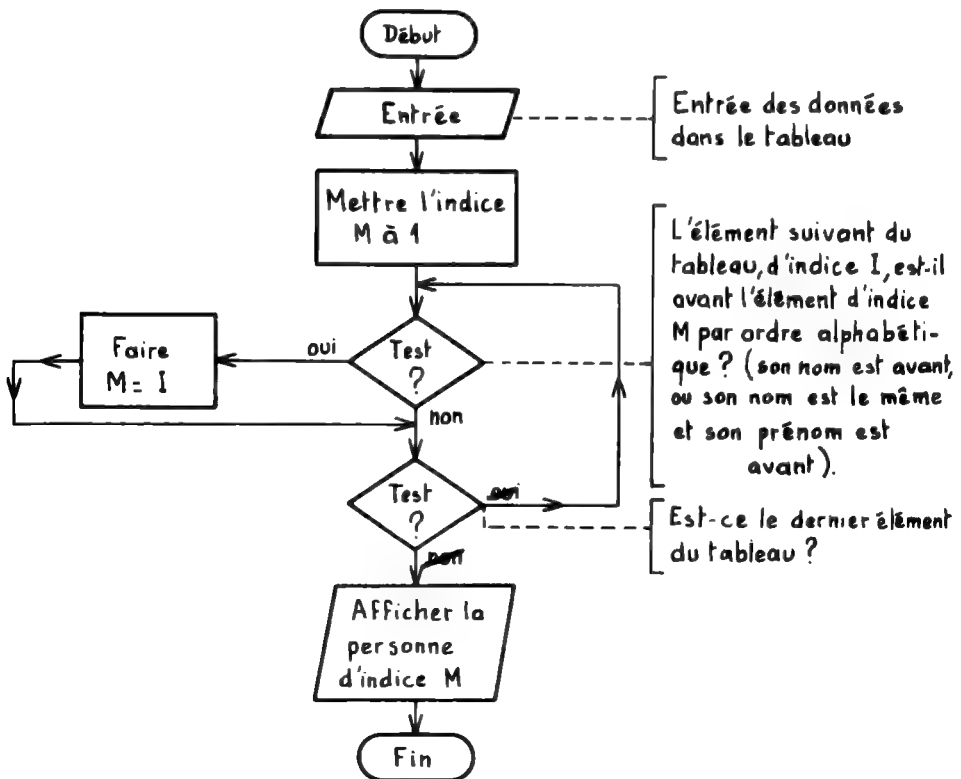 Début
Entrée
Entrée des données
dans le tableau
Mettre l'indice
M à 1
L'élément suivant du
tableau, d'indice I, est-il
avant l'élément d'indice
M par ordre alphabéti-
que ? (son nom est avant,
ou son nom est le même
et son prénom est
avant).
Faire
M = I
oui
Test
?
non
Test
?
oui
Est-ce le dernier élément
du tableau ?
non
Afficher la
personne
d'indice M
Fin